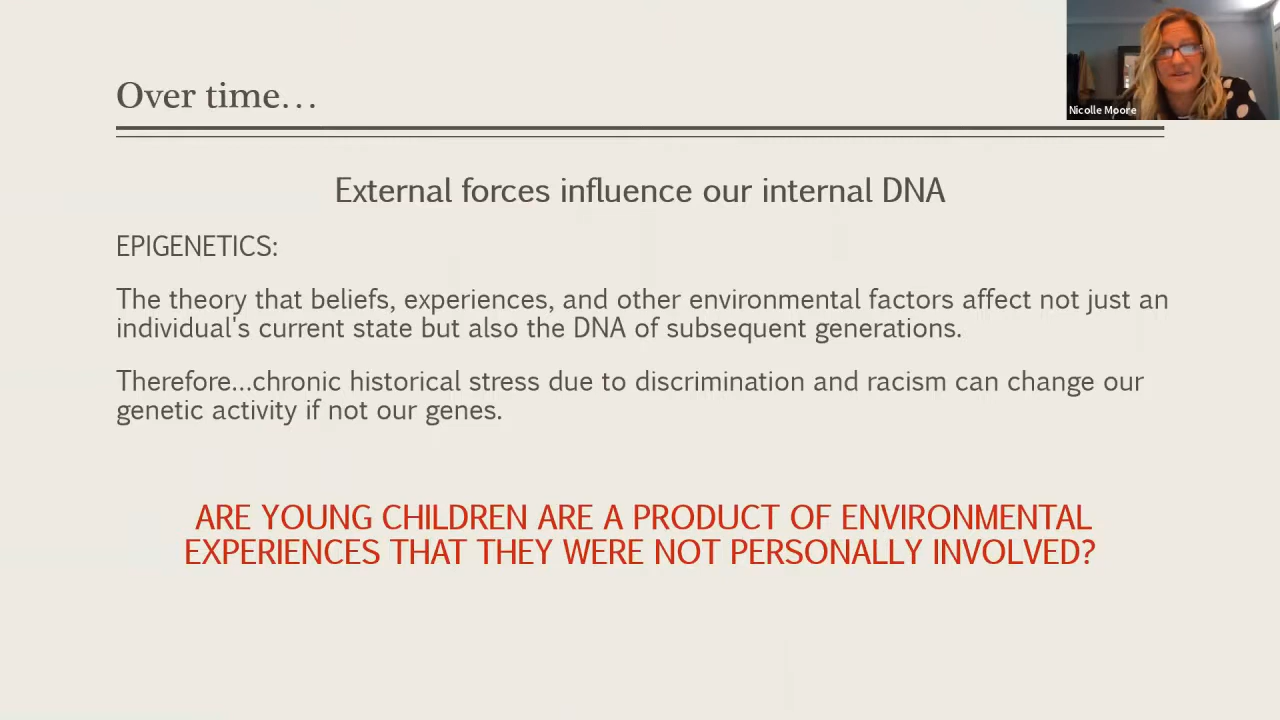 Over time…
Nicolle Moore
External forces influence our internal DNA
EPIGENETICS:
The theory that beliefs, experiences, and other environmental factors affect not just an
individual's current state but also the DNA of subsequent generations.
Therefore…chronic historical stress due to discrimination and racism can change our
genetic activity if not our genes.
ARE YOUNG CHILDREN ARE A PRODUCT OF ENVIRONMENTAL
EXPERIENCES THAT THEY WERE NOT PERSONALLY INVOLVED?